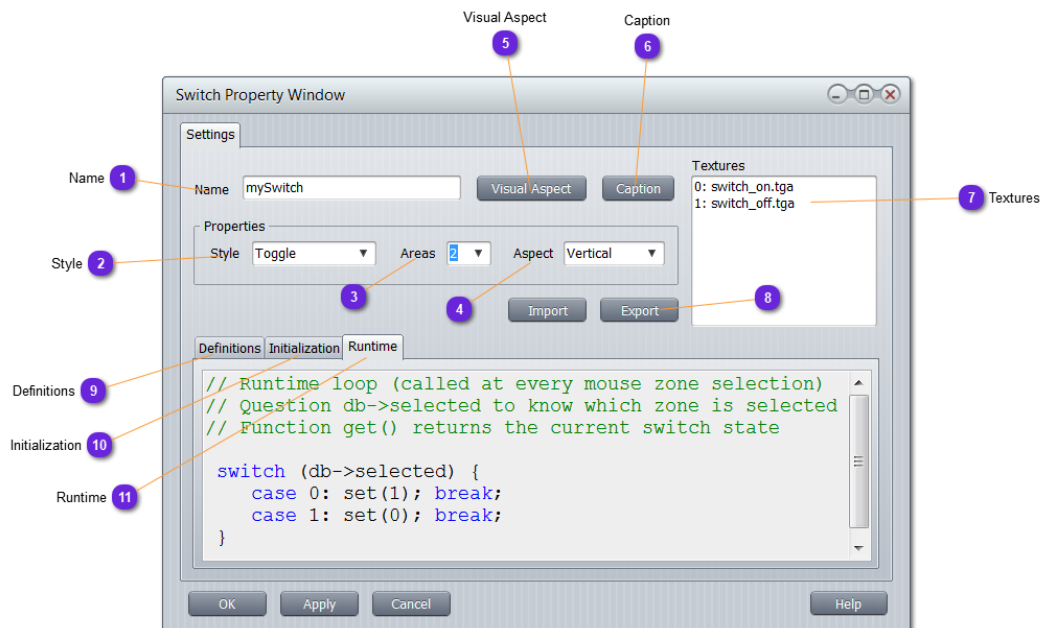 Visual Aspect
5
Caption
6
Switch Property Window
Settings
Name
1
Name
mySwitch
Visual Aspect
Caption
Textures
0: switch_on.tga
1: switch_off.tga
7
Textures
Properties
Style
2
Style
Toggle
Areas
2
Aspect
Vertical
3
4
8
Import
Export
Definitions
Initialization
Runtime
Definitions
9
Initialization
10
Runtime
11
// Runtime loop (called at every mouse zone selection)
// Question db->selected to know which zone is selected
// Function get() returns the current switch state
switch (db->selected) {
case 0: set(1); break;
case 1: set(0); break;
}
OK
Apply
Cancel
Help